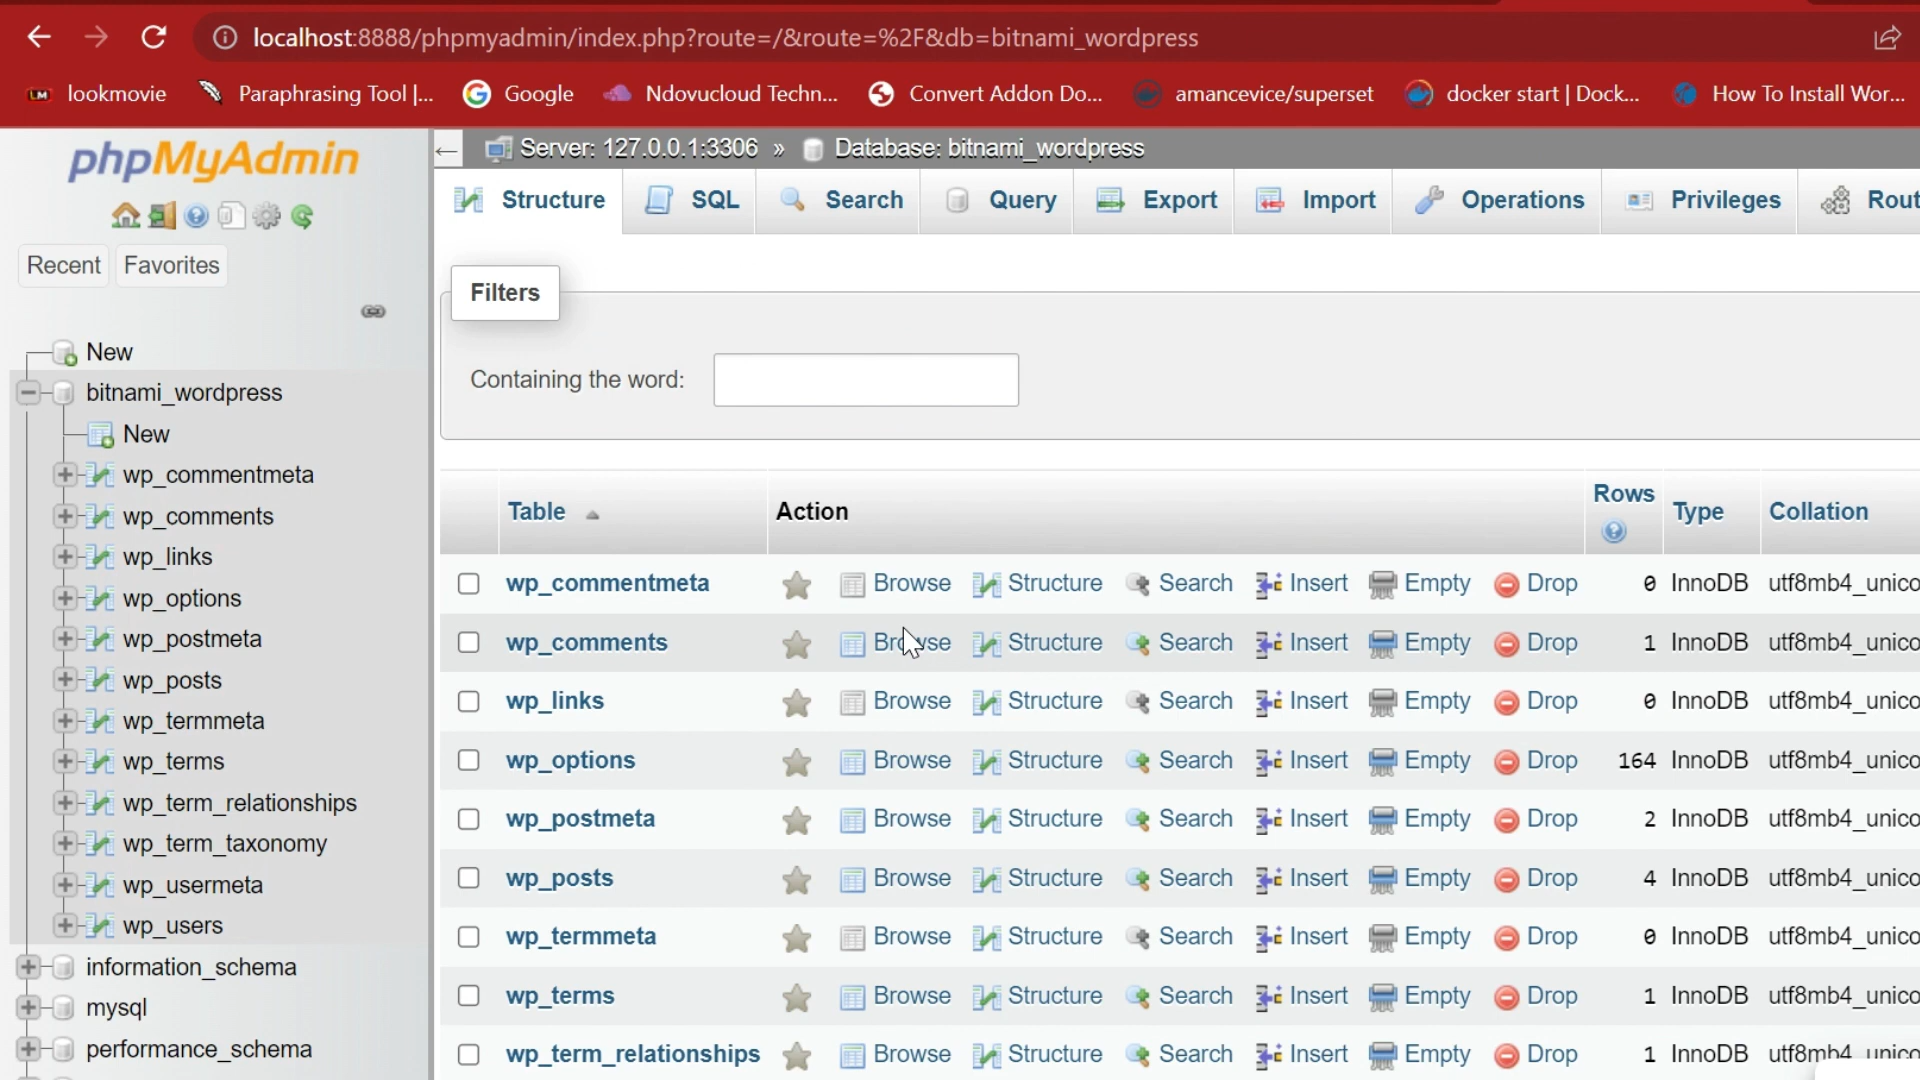 localhost:8888/phpmyadmin/index.php?route=/&route=%2F&db=bitnami_wordpress
LM lookmovie Paraphrasing Tool |... Google Ndovucloud Techn... Convert Addon Do... amancevice/superset docker start | Dock... How To Install Wor...
phpMyAdmin
Recent Favorites
New
bitnami_wordpress
New
wp_commentmeta
wp_comments
wp_links
wp_options
wp_postmeta
wp_posts
wp_termmeta
wp_terms
wp_term_relationships
wp_term_taxonomy
wp_usermeta
wp_users
information_schema
mysql
performance_schema
← Server: 127.0.0.1:3306 » Database: bitnami_wordpress
Structure SQL Search Query Export Import Operations Privileges Rout
Filters
Containing the word:
Table Action Rows Type Collation
wp_commentmeta Browse Structure Search Insert Empty Drop 0 InnoDB utf8mb4_unico
wp_comments Browse Structure Search Insert Empty Drop 1 InnoDB utf8mb4_unico
wp_links Browse Structure Search Insert Empty Drop 0 InnoDB utf8mb4_unico
wp_options Browse Structure Search Insert Empty Drop 164 InnoDB utf8mb4_unico
wp_postmeta Browse Structure Search Insert Empty Drop 2 InnoDB utf8mb4_unico
wp_posts Browse Structure Search Insert Empty Drop 4 InnoDB utf8mb4_unico
wp_termmeta Browse Structure Search Insert Empty Drop 0 InnoDB utf8mb4_unico
wp_terms Browse Structure Search Insert Empty Drop 1 InnoDB utf8mb4_unico
wp_term_relationships Browse Structure Search Insert Empty Drop 1 InnoDB utf8mb4_unico